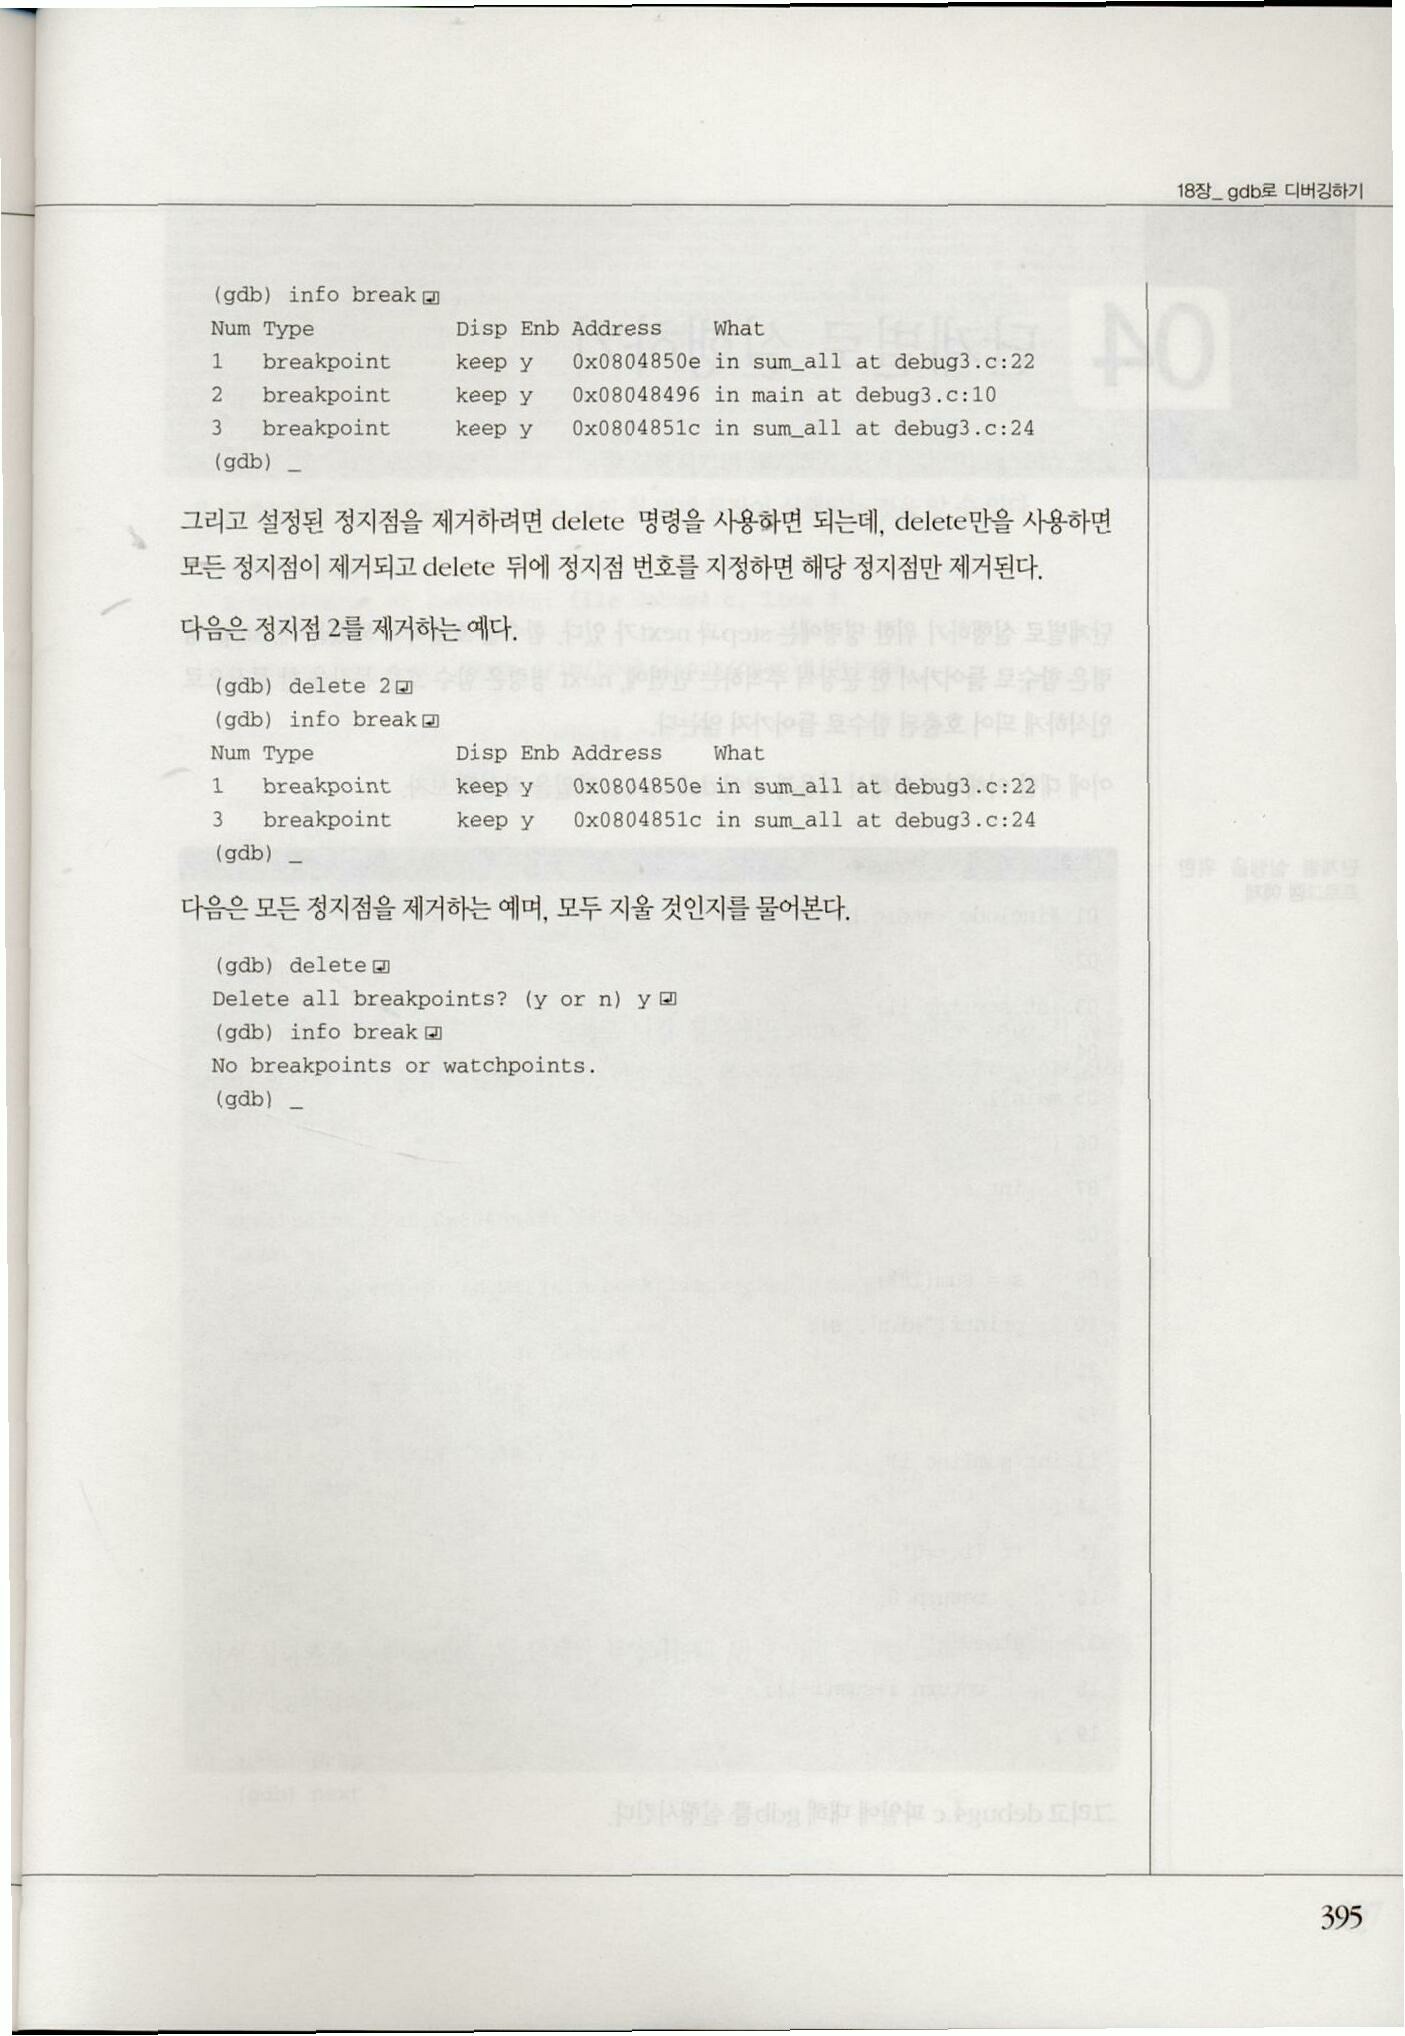 18장_ gdb로 디버깅하기
(gdb) info break↵
Num Type           Disp Enb Address    What
1   breakpoint     keep y   0x0804850e in sum_all at debug3.c:22
2   breakpoint     keep y   0x08048496 in main at debug3.c:10
3   breakpoint     keep y   0x0804851c in sum_all at debug3.c:24
(gdb) _
그리고 설정된 정지점을 제거하려면 delete 명령을 사용하면 되는데, delete만을 사용하면
모든 정지점이 제거되고 delete 뒤에 정지점 번호를 지정하면 해당 정지점만 제거된다.
다음은 정지점 2를 제거하는 예다.
(gdb) delete 2↵
(gdb) info break↵
Num Type           Disp Enb Address    What
1   breakpoint     keep y   0x0804850e in sum_all at debug3.c:22
3   breakpoint     keep y   0x0804851c in sum_all at debug3.c:24
(gdb) _
다음은 모든 정지점을 제거하는 예며, 모두 지울 것인지를 물어본다.
(gdb) delete↵
Delete all breakpoints? (y or n) y↵
(gdb) info break↵
No breakpoints or watchpoints.
(gdb) _
395